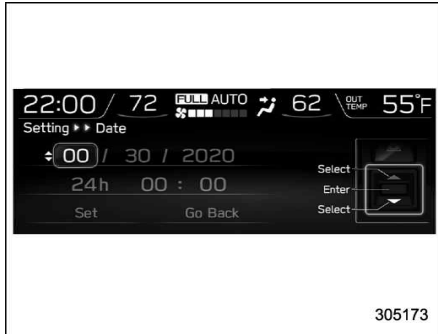 22:00 / 72 FULL AUTO 62 OUT TEMP 55°F
Setting ▸▸ Date
00 / 30 / 2020
24h 00 : 00
Set Go Back
Select
Enter
Select
305173